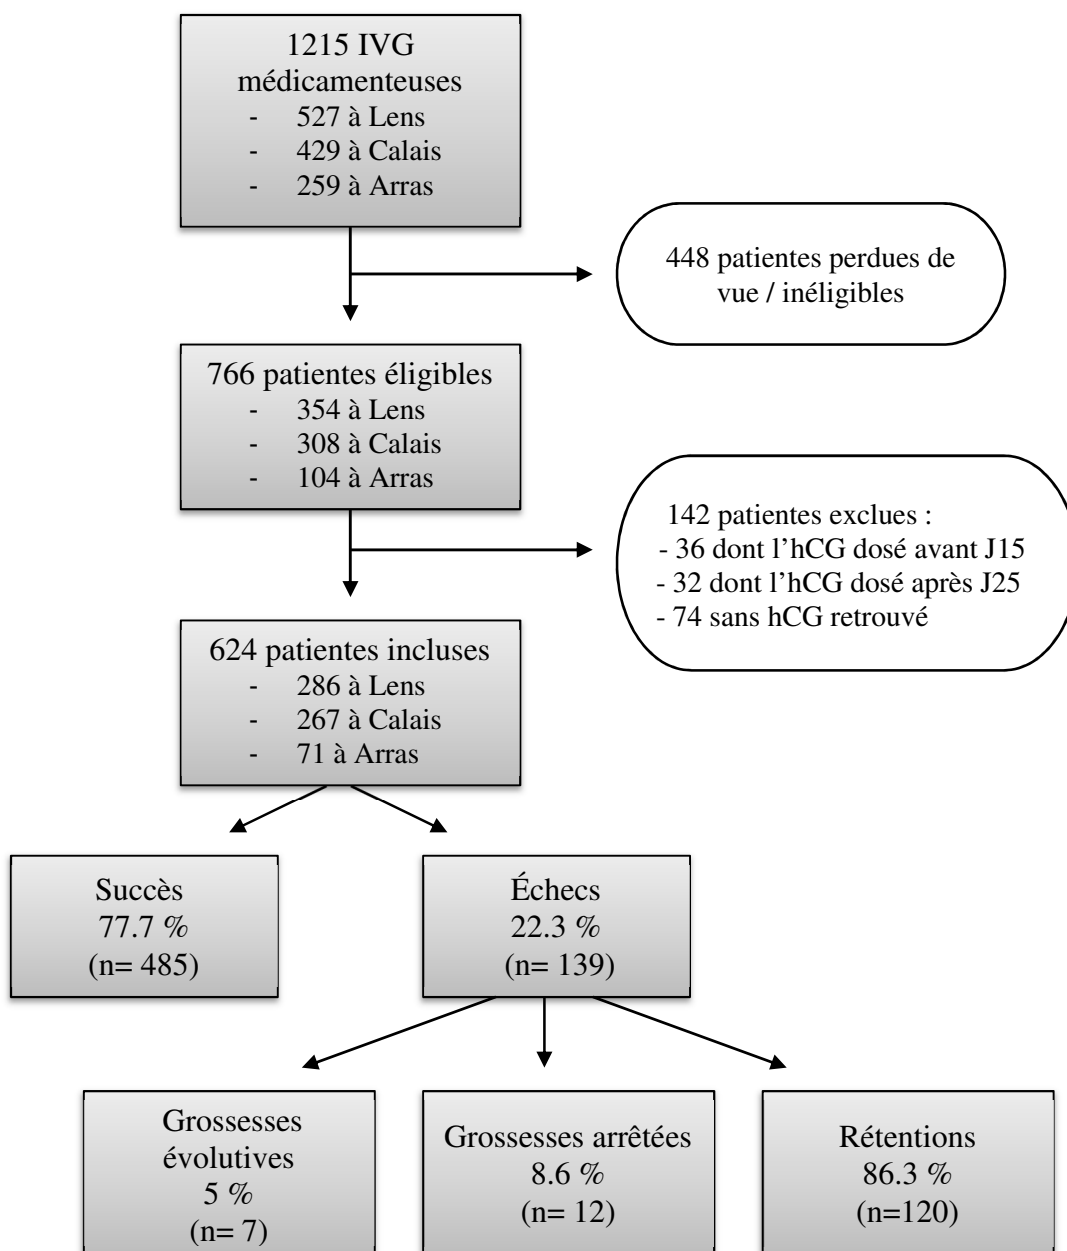 1215 IVG
médicamenteuses
- 527 à Lens
- 429 à Calais
- 259 à Arras
448 patientes perdues de
vue / inéligibles
766 patientes éligibles
- 354 à Lens
- 308 à Calais
- 104 à Arras
142 patientes exclues :
- 36 dont l’hCG dosé avant J15
- 32 dont l’hCG dosé après J25
- 74 sans hCG retrouvé
624 patientes incluses
- 286 à Lens
- 267 à Calais
- 71 à Arras
Succès
77.7 %
(n= 485)
Échecs
22.3 %
(n= 139)
Grossesses
évolutives
5 %
(n= 7)
Grossesses arrêtées
8.6 %
(n= 12)
Rétentions
86.3 %
(n=120)